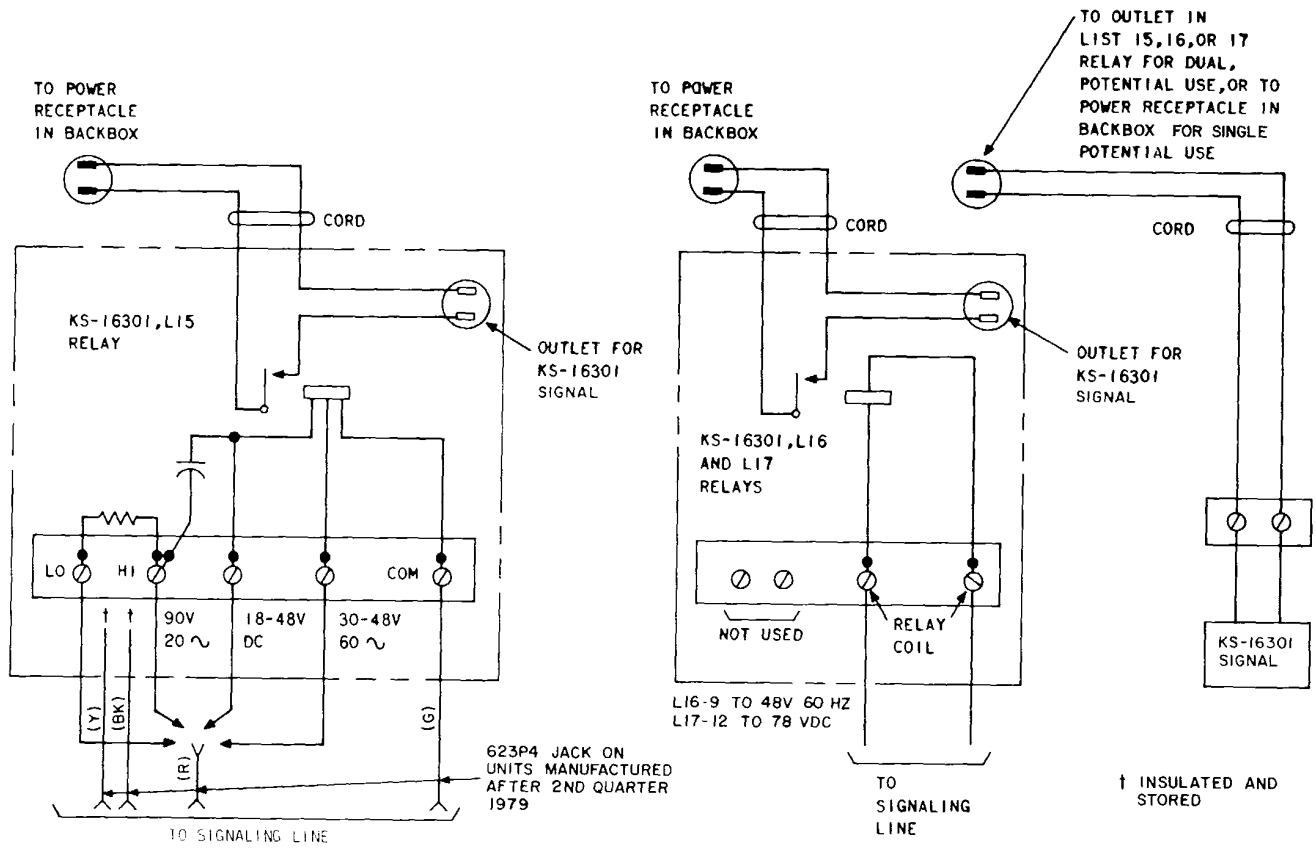 TO POWER
RECEPTACLE
IN BACKBOX
CORD
KS-16301,L15
RELAY
OUTLET FOR
KS-16301
SIGNAL
LO
HI
COM
90V
20 ∿
18-48V
DC
30-48V
60 ∿
†
†
(Y)
(BK)
(R)
(G)
623P4 JACK ON
UNITS MANUFACTURED
AFTER 2ND QUARTER
1979
TO SIGNALING LINE
TO POWER
RECEPTACLE
IN BACKBOX
CORD
KS-16301,L16
AND L17
RELAYS
OUTLET FOR
KS-16301
SIGNAL
NOT USED
RELAY
COIL
L16-9 TO 48V 60 HZ
L17-12 TO 78 VDC
TO
SIGNALING
LINE
TO OUTLET IN
LIST 15,16,OR 17
RELAY FOR DUAL,
POTENTIAL USE,OR TO
POWER RECEPTACLE IN
BACKBOX FOR SINGLE
POTENTIAL USE
CORD
KS-16301
SIGNAL
† INSULATED AND
STORED